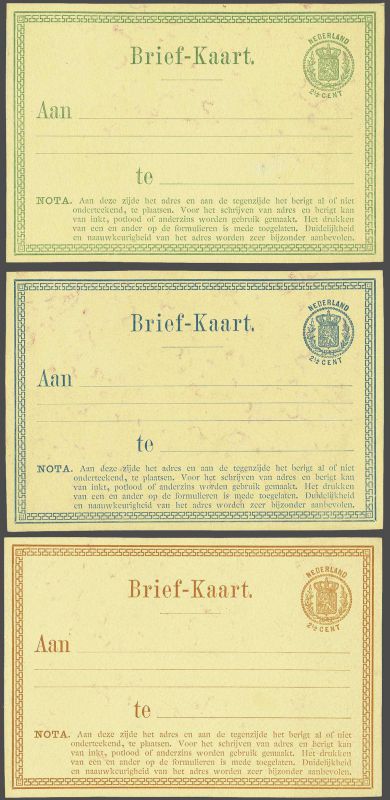 NEDERLAND
Brief-Kaart.
2½ CENT
Aan
te
NOTA. Aan deze zijde het adres en aan de tegenzijde het berigt al of niet
onderteekend, te plaatsen. Voor het schrijven van adres en berigt kan
van inkt, potlood of anderzins worden gebruik gemaakt. Het drukken
van een en ander op de formulieren is mede toegelaten. Duidelijkheid
en naauwkeurigheid van het adres worden zeer bijzonder aanbevolen.
NEDERLAND
Brief-Kaart.
2½ CENT
Aan
te
NOTA. Aan deze zijde het adres en aan de tegenzijde het berigt al of niet
onderteekend, te plaatsen. Voor het schrijven van adres en berigt kan
van inkt, potlood of anderzins worden gebruik gemaakt. Het drukken
van een en ander op de formulieren is mede toegelaten. Duidelijkheid
en naauwkeurigheid van het adres worden zeer bijzonder aanbevolen.
NEDERLAND
Brief-Kaart.
2½ CENT
Aan
te
NOTA. Aan deze zijde het adres en aan de tegenzijde het berigt al of niet
onderteekend, te plaatsen. Voor het schrijven van adres en berigt kan
van inkt, potlood of anderzins worden gebruik gemaakt. Het drukken
van een en ander op de formulieren is mede toegelaten. Duidelijkheid
en naauwkeurigheid van het adres worden zeer bijzonder aanbevolen.